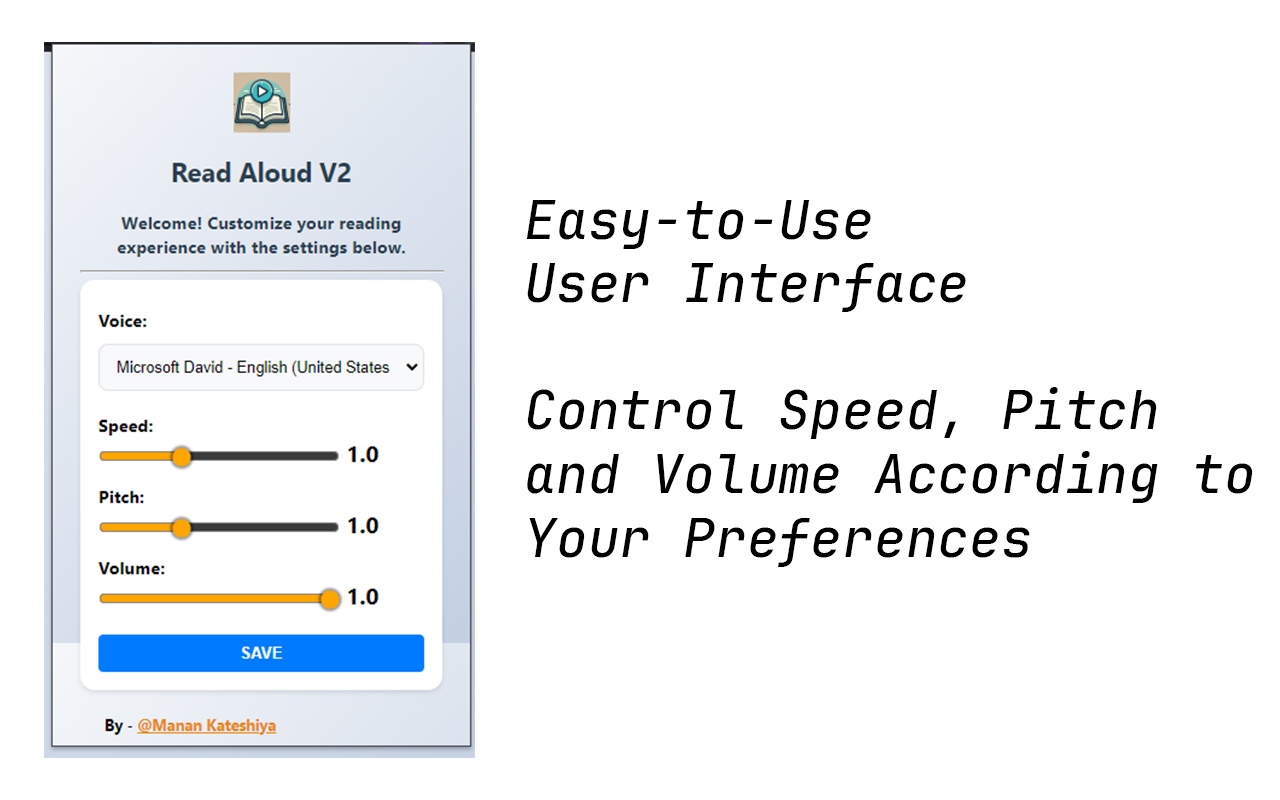 Read Aloud V2
Welcome! Customize your reading
experience with the settings below.
Voice:
Microsoft David - English (United States
Speed:
1.0
Pitch:
1.0
Volume:
1.0
SAVE
By - @Manan Kateshiya
Easy-to-Use
User Interface
Control Speed, Pitch
and Volume According to
Your Preferences